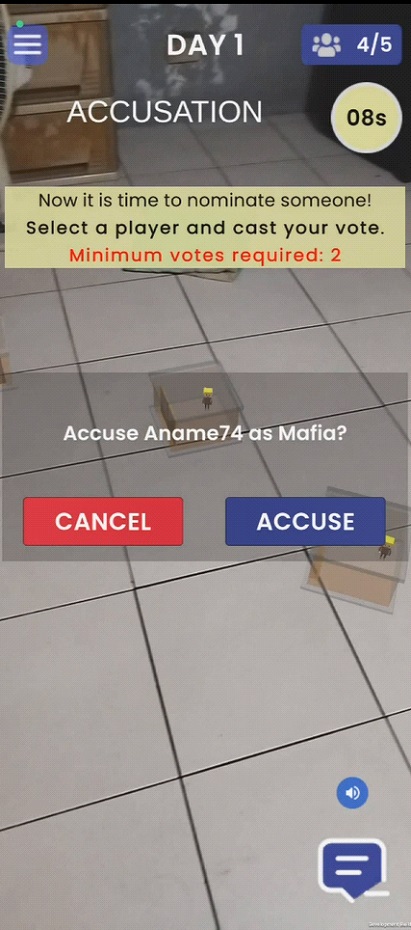 DAY 1
4/5
ACCUSATION
08s
Now it is time to nominate someone!
Select a player and cast your vote.
Minimum votes required: 2
Accuse Aname74 as Mafia?
CANCEL
ACCUSE